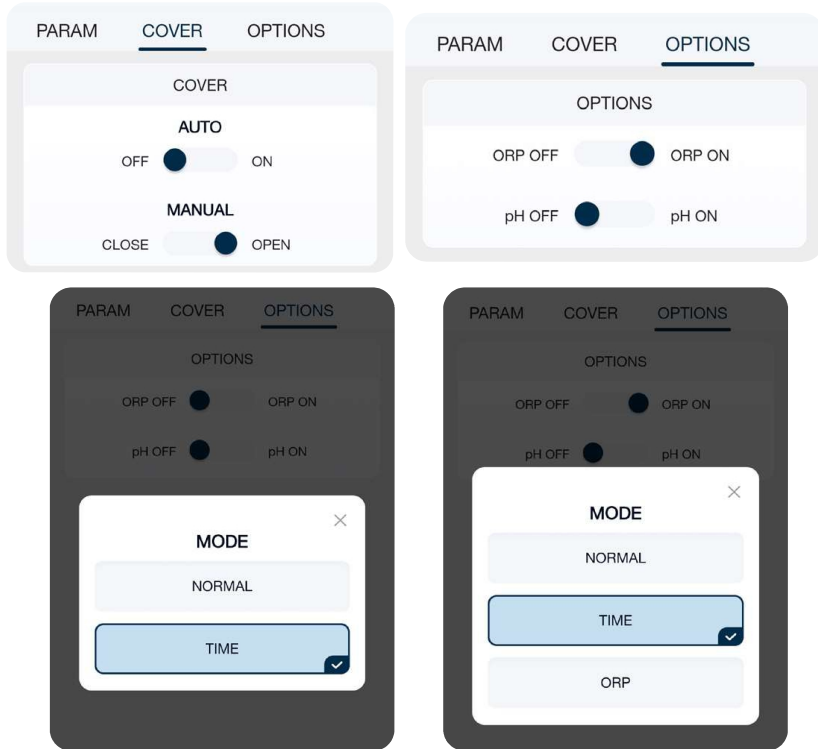 PARAM COVER OPTIONS
COVER
AUTO
OFF ON
MANUAL
CLOSE OPEN
PARAM COVER OPTIONS
OPTIONS
ORP OFF ORP ON
pH OFF pH ON
PARAM COVER OPTIONS
OPTIONS
ORP OFF ORP ON
pH OFF pH ON
MODE
NORMAL
TIME
PARAM COVER OPTIONS
OPTIONS
ORP OFF ORP ON
pH OFF pH ON
MODE
NORMAL
TIME
ORP